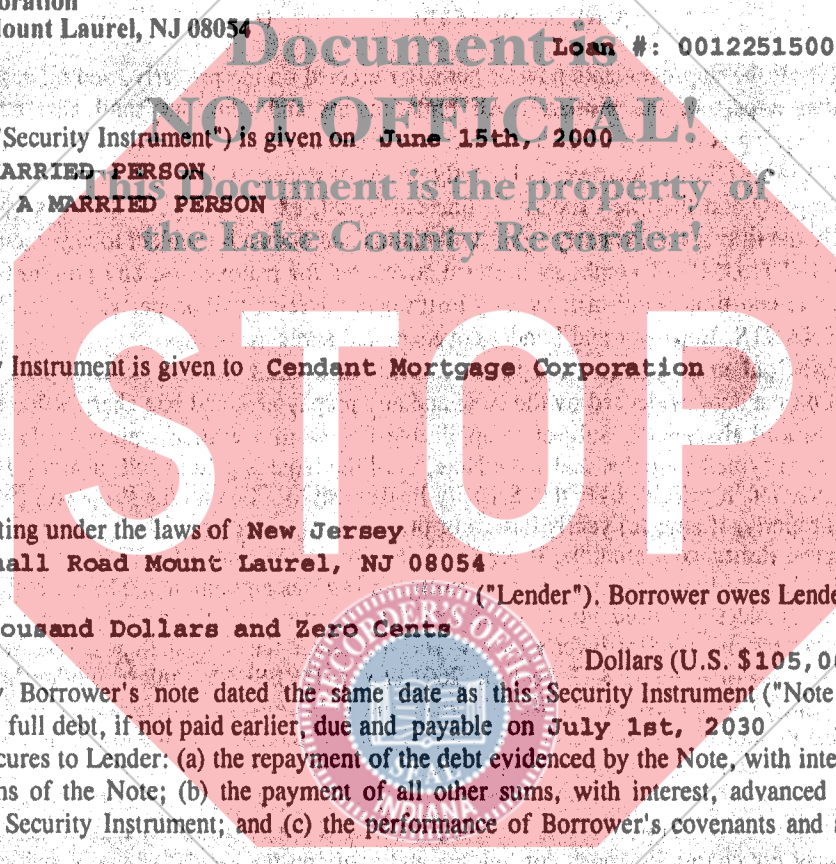 oration
Mount Laurel, NJ 08054
Loan #: 0012251500
Document is
NOT OFFICIAL!
"Security Instrument") is given on June 15th, 2000
ARRIED PERSON
A MARRIED PERSON
This Document is the property of
the Lake County Recorder!
STOP
y Instrument is given to Cendant Mortgage Corporation
ting under the laws of New Jersey
hall Road Mount Laurel, NJ 08054
("Lender"). Borrower owes Lende
ousand Dollars and Zero Cents
Dollars (U.S. $105,0
y Borrower's note dated the same date as this Security Instrument ("Note
full debt, if not paid earlier, due and payable on July 1st, 2030
cures to Lender: (a) the repayment of the debt evidenced by the Note, with inte
ns of the Note; (b) the payment of all other sums, with interest, advanced
Security Instrument; and (c) the performance of Borrower's covenants and
RECORDER'S OFFICE
SEAL
INDIANA